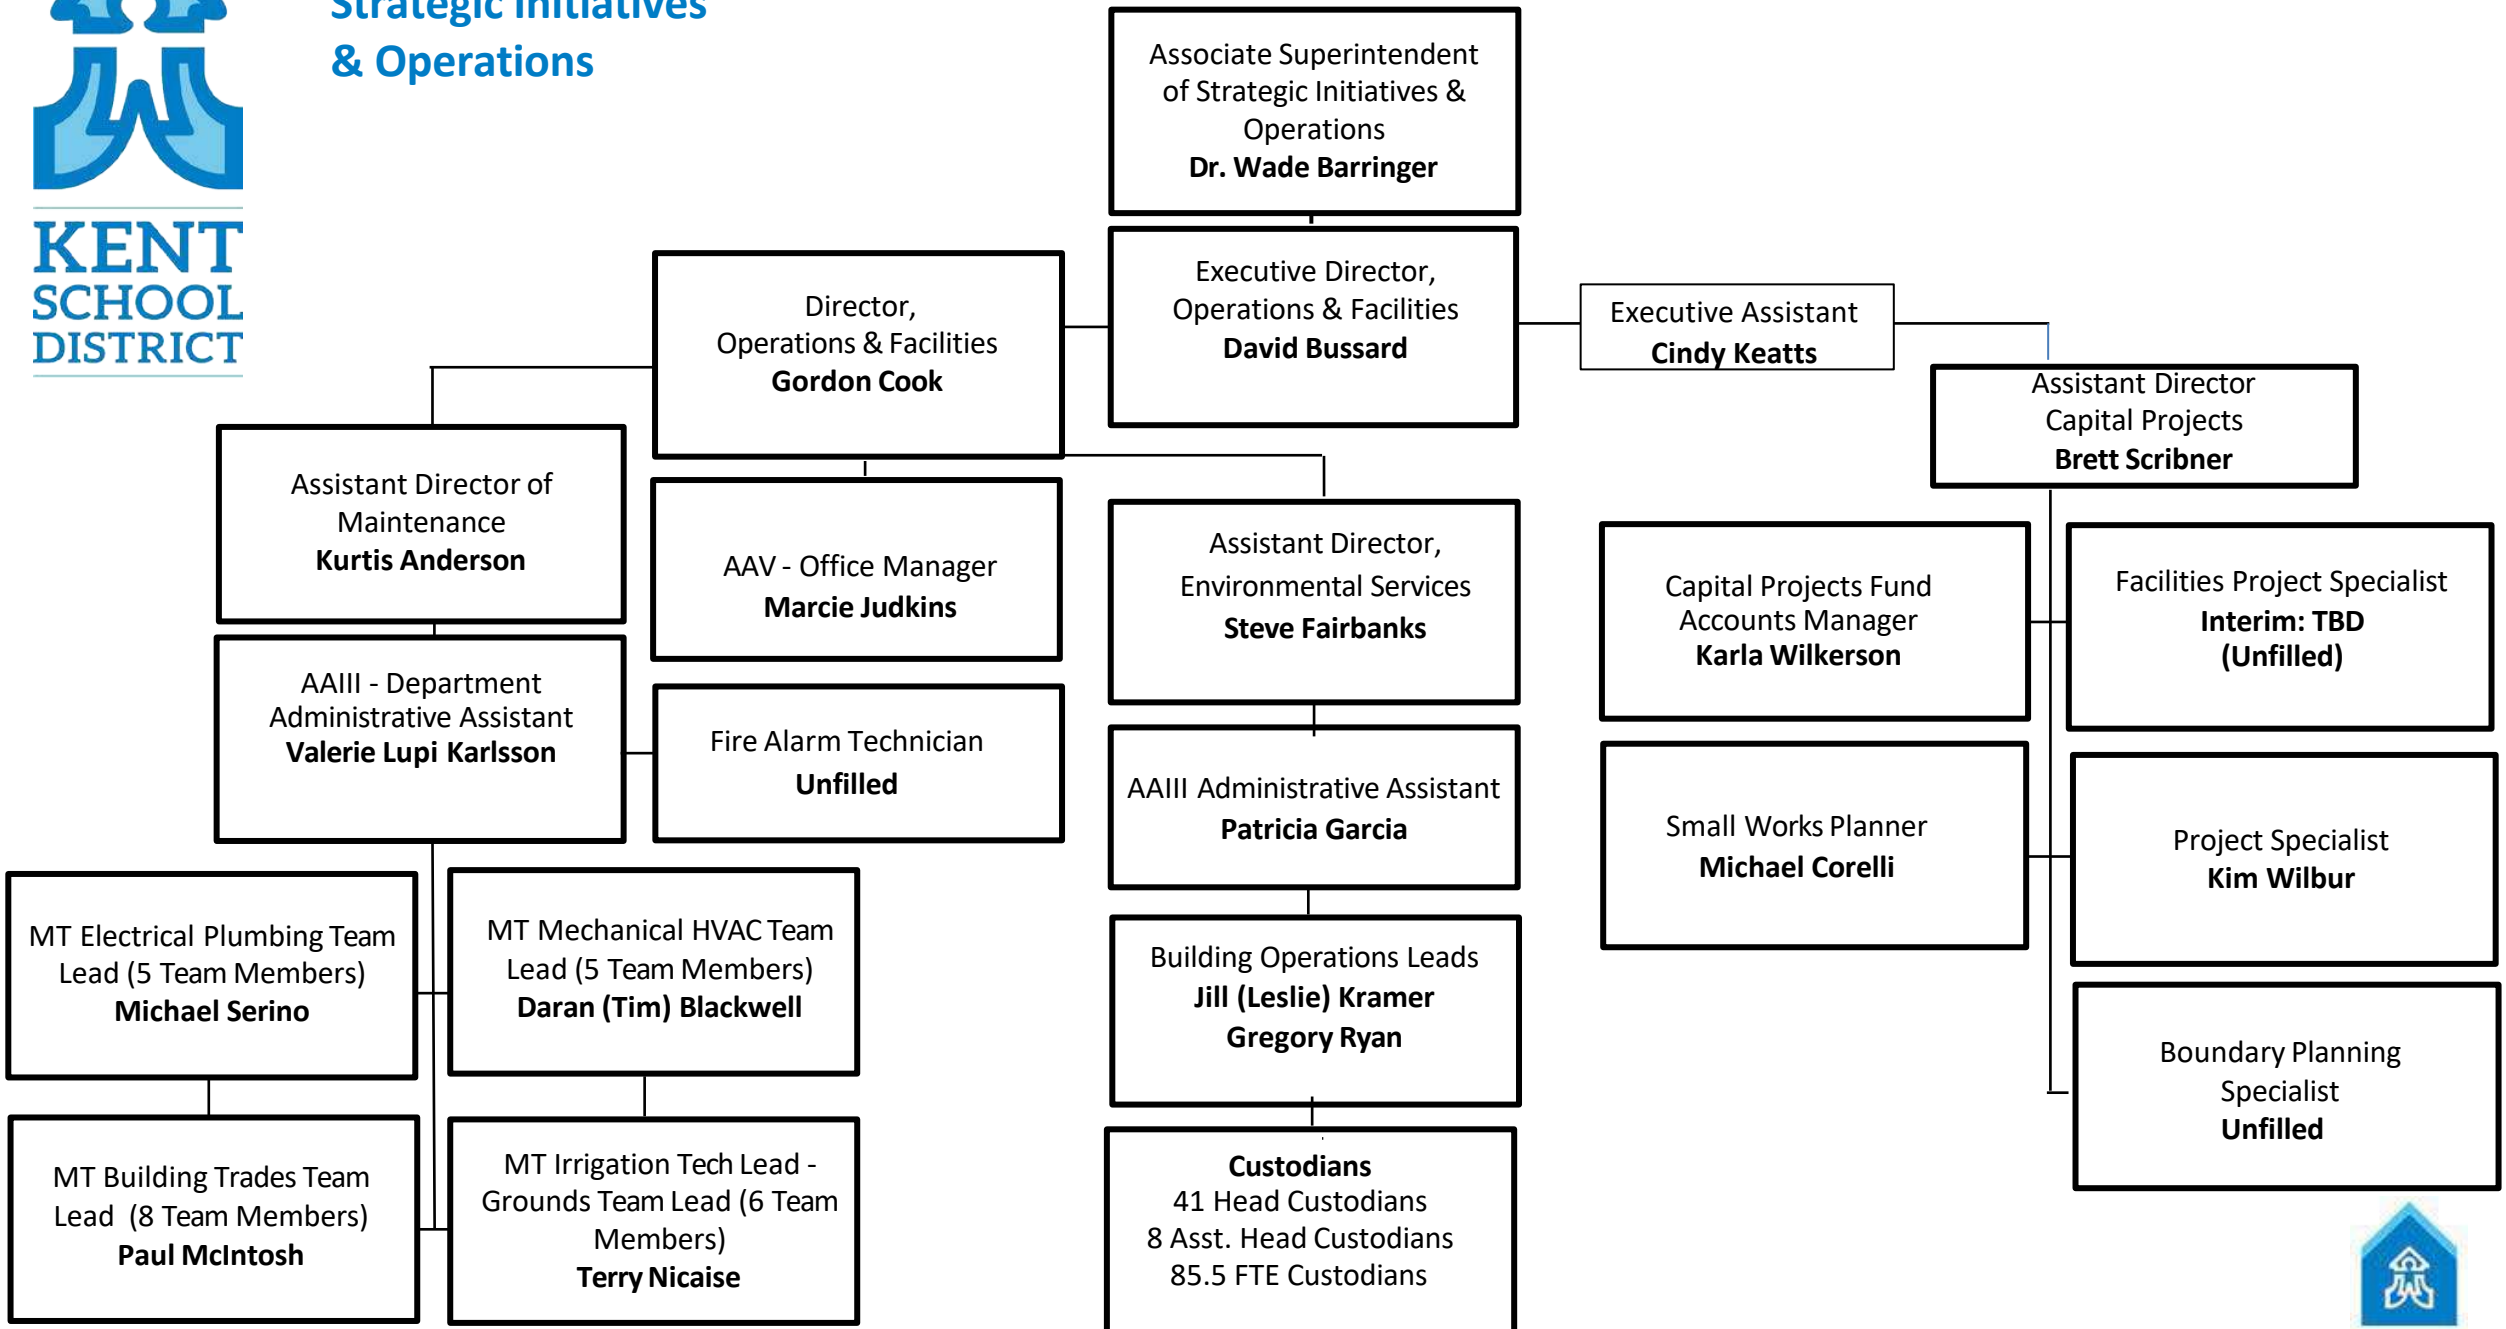 Strategic Initiatives
& Operations
KENT
SCHOOL
DISTRICT
Associate Superintendent
of Strategic Initiatives &
Operations
Dr. Wade Barringer
Executive Director,
Operations & Facilities
David Bussard
Director,
Operations & Facilities
Gordon Cook
Executive Assistant
Cindy Keatts
Assistant Director
Capital Projects
Brett Scribner
Assistant Director of
Maintenance
Kurtis Anderson
AAV - Office Manager
Marcie Judkins
Assistant Director,
Environmental Services
Steve Fairbanks
Capital Projects Fund
Accounts Manager
Karla Wilkerson
Facilities Project Specialist
Interim: TBD
(Unfilled)
AAIII - Department
Administrative Assistant
Valerie Lupi Karlsson
Fire Alarm Technician
Unfilled
AAIII Administrative Assistant
Patricia Garcia
Small Works Planner
Michael Corelli
Project Specialist
Kim Wilbur
MT Electrical Plumbing Team
Lead (5 Team Members)
Michael Serino
MT Mechanical HVAC Team
Lead (5 Team Members)
Daran (Tim) Blackwell
Building Operations Leads
Jill (Leslie) Kramer
Gregory Ryan
Boundary Planning
Specialist
Unfilled
MT Building Trades Team
Lead (8 Team Members)
Paul McIntosh
MT Irrigation Tech Lead -
Grounds Team Lead (6 Team
Members)
Terry Nicaise
Custodians
41 Head Custodians
8 Asst. Head Custodians
85.5 FTE Custodians